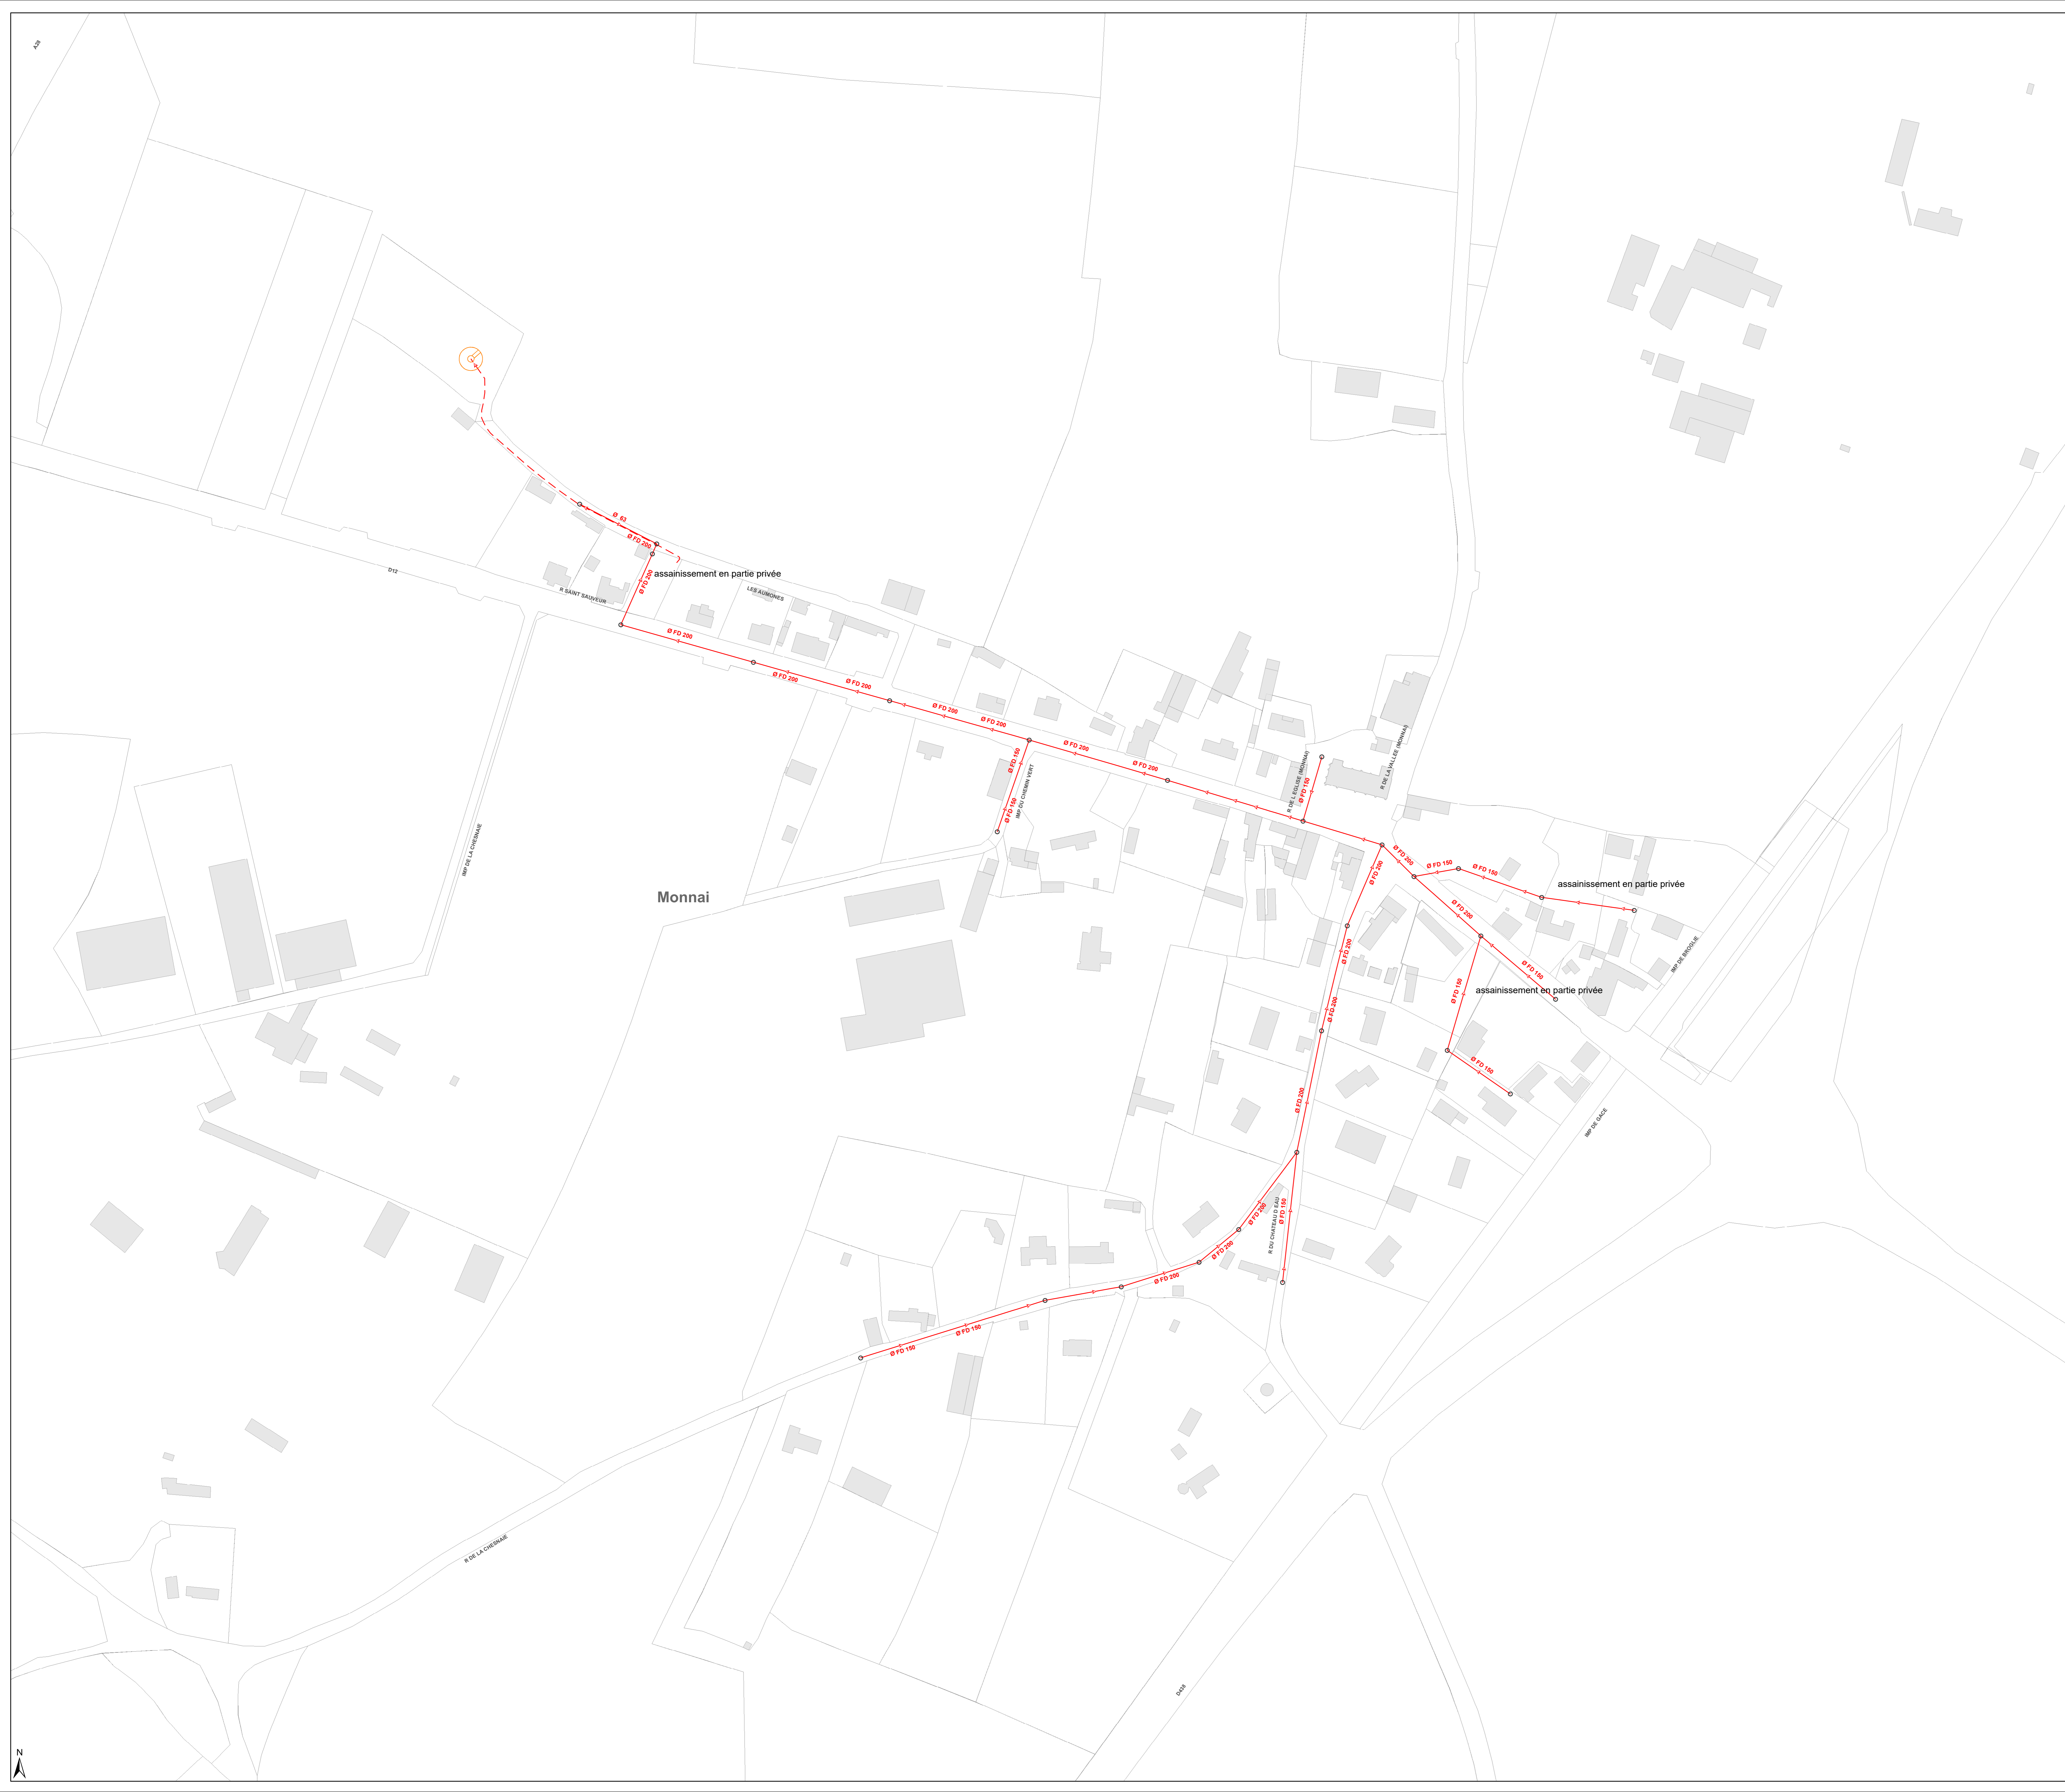 A28
Ø 63
Ø FD 200
D12
assainissement en partie privée
Ø FD 200
R SAINT SAUVEUR
LES AUMONES
Ø FD 200
Ø FD 200
Ø FD 200
Ø FD 200
Ø FD 200
Ø FD 200
Ø FD 200
Ø FD 150
Ø FD 150
IMP DU CHEMIN VERT
R DE L'EGLISE (MONNAI)
Ø FD 150
R DE LA VALLEE (MONNAI)
IMP DE LA CHESNAIE
Ø FD 200
Ø FD 200
Ø FD 150
Ø FD 150
assainissement en partie privée
Monnai
Ø FD 200
Ø FD 200
IMP DE BROGLIE
Ø FD 150
Ø FD 150
assainissement en partie privée
Ø FD 200
Ø FD 150
Ø FD 200
IMP DE GACE
Ø FD 200
Ø FD 150
R DU CHATEAU D EAU
Ø FD 200
Ø FD 200
Ø FD 150
Ø FD 150
R DE LA CHESNAIE
D438
N